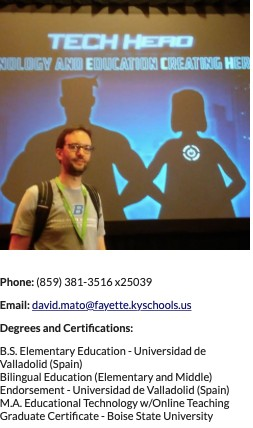 TECH HERO
NOLOGY AND EDUCATION CREATING HER
B
Phone: (859) 381-3516 x25039
Email: david.mato@fayette.kyschools.us
Degrees and Certifications:
B.S. Elementary Education - Universidad de
Valladolid (Spain)
Bilingual Education (Elementary and Middle)
Endorsement - Universidad de Valladolid (Spain)
M.A. Educational Technology w/Online Teaching
Graduate Certificate - Boise State University